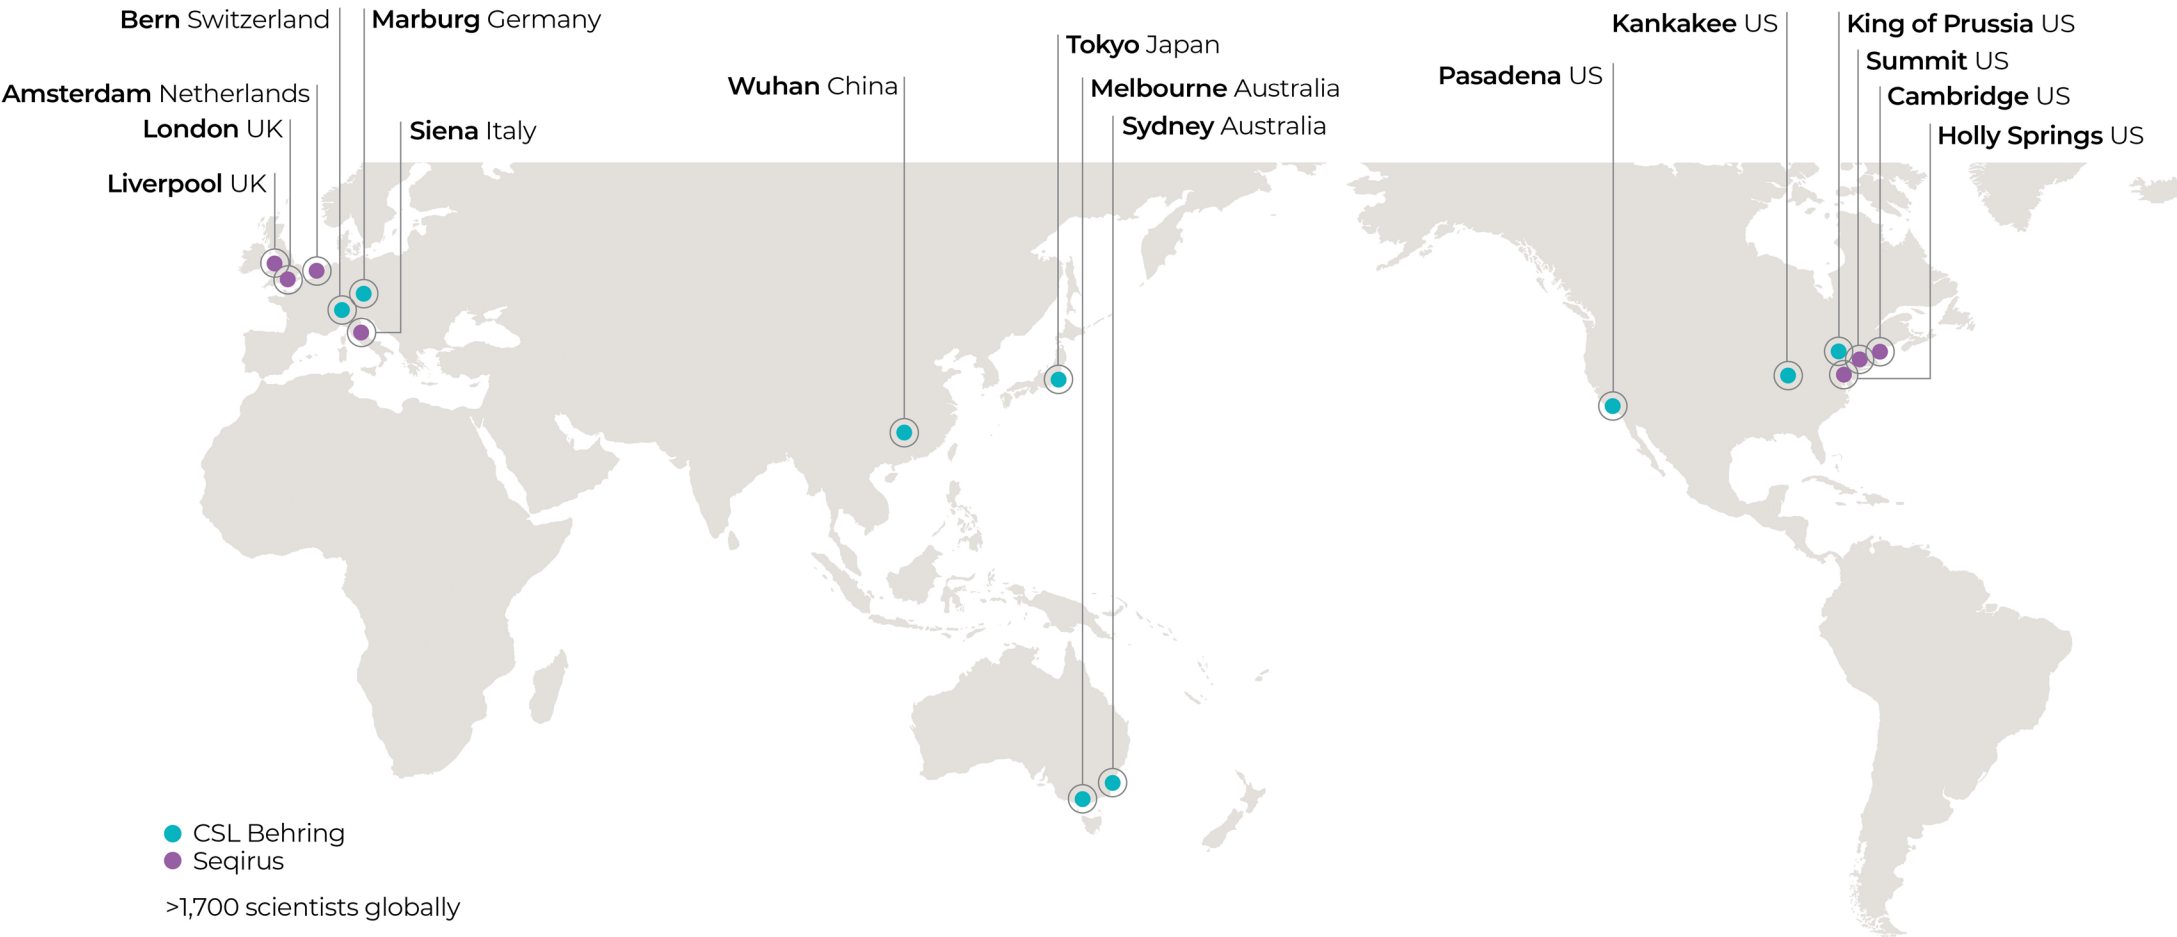 Bern Switzerland
Marburg Germany
Amsterdam Netherlands
London UK
Siena Italy
Liverpool UK
Wuhan China
Tokyo Japan
Melbourne Australia
Sydney Australia
Pasadena US
Kankakee US
King of Prussia US
Summit US
Cambridge US
Holly Springs US
CSL Behring
Seqirus
>1,700 scientists globally